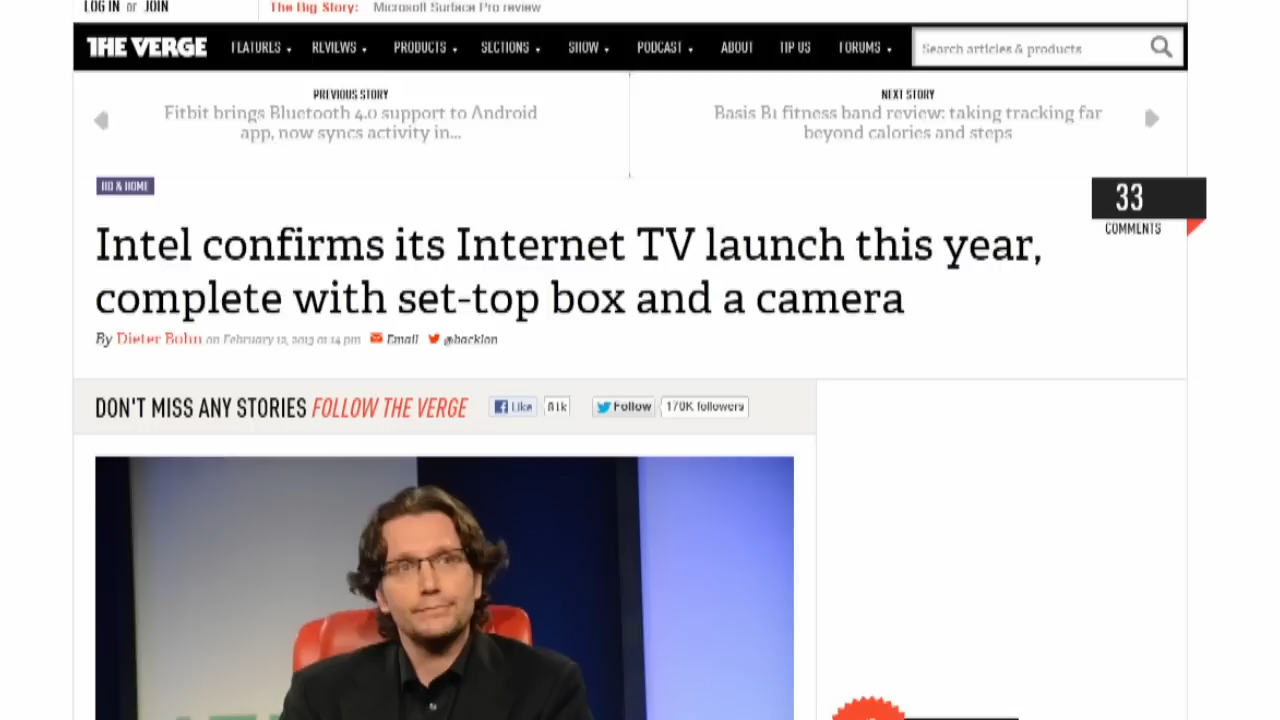 LOG IN or JOIN
The Big Story: Microsoft Surface Pro review
THE VERGE FEATURES REVIEWS PRODUCTS SECTIONS SHOW PODCAST ABOUT TIP US FORUMS Search articles & products
PREVIOUS STORY
Fitbit brings Bluetooth 4.0 support to Android
app, now syncs activity in...
NEXT STORY
Basis B1 fitness band review: taking tracking far
beyond calories and steps
HD & HOME
33
COMMENTS
Intel confirms its Internet TV launch this year,
complete with set-top box and a camera
By Dieter Bohn on February 12, 2013 01:14 pm Email @backlon
DON'T MISS ANY STORIES FOLLOW THE VERGE Like 81k Follow 170K followers